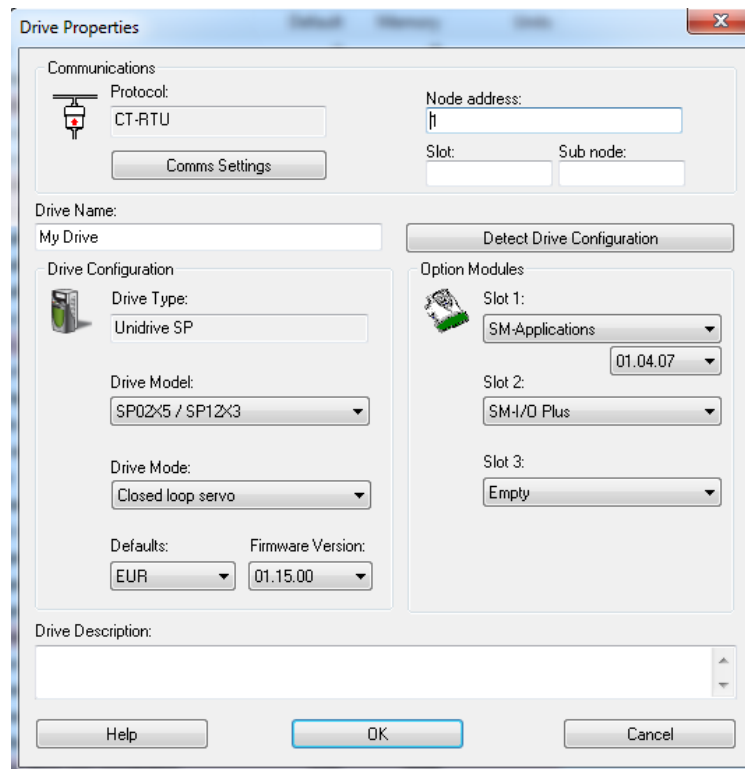 Default Memory Units
Drive Properties
Communications
Protocol:
CT-RTU
Comms Settings
Node address:
1
Slot:
Sub node:
Drive Name:
My Drive
Detect Drive Configuration
Drive Configuration
Drive Type:
Unidrive SP
Drive Model:
SP02X5 / SP12X3
Drive Mode:
Closed loop servo
Defaults:
Firmware Version:
EUR
01.15.00
Option Modules
Slot 1:
SM-Applications
01.04.07
Slot 2:
SM-I/O Plus
Slot 3:
Empty
Drive Description:
Help
OK
Cancel